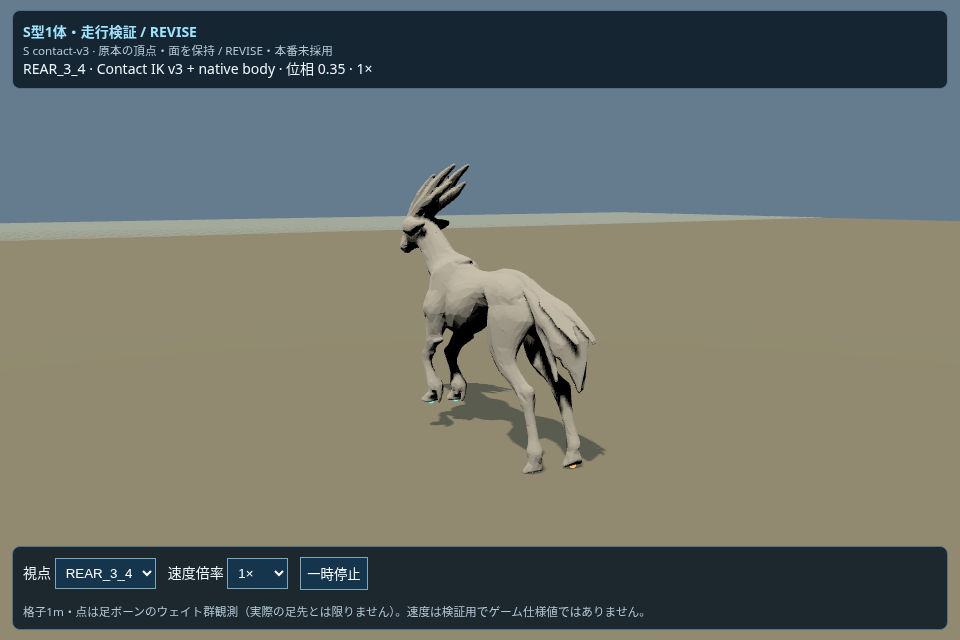 S型1体・走行検証 / REVISE
S contact-v3 · 原本の頂点・面を保持 / REVISE・本番未採用
REAR_3_4 · Contact IK v3 + native body · 位相 0.35 · 1×
視点 REAR_3_4 速度倍率 1× 一時停止
格子1m・点は足ボーンのウェイト群観測（実際の足先とは限りません）。速度は検証用でゲーム仕様値ではありません。